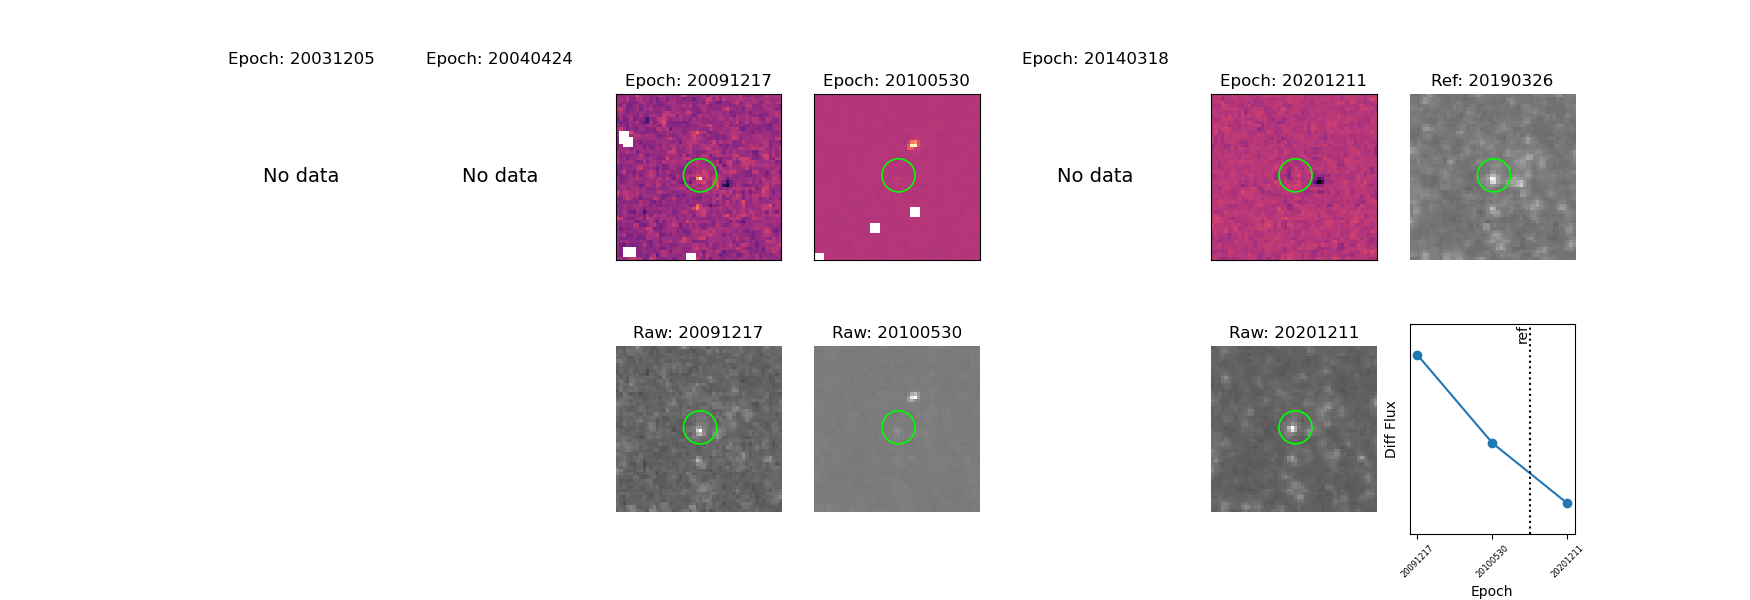 Epoch: 20031205
Epoch: 20040424
Epoch: 20140318
Epoch: 20091217
Epoch: 20100530
Epoch: 20201211
Ref: 20190326
No data
No data
No data
Raw: 20091217
Raw: 20100530
Raw: 20201211
ref
Diff Flux
20091217
20100530
20201211
Epoch